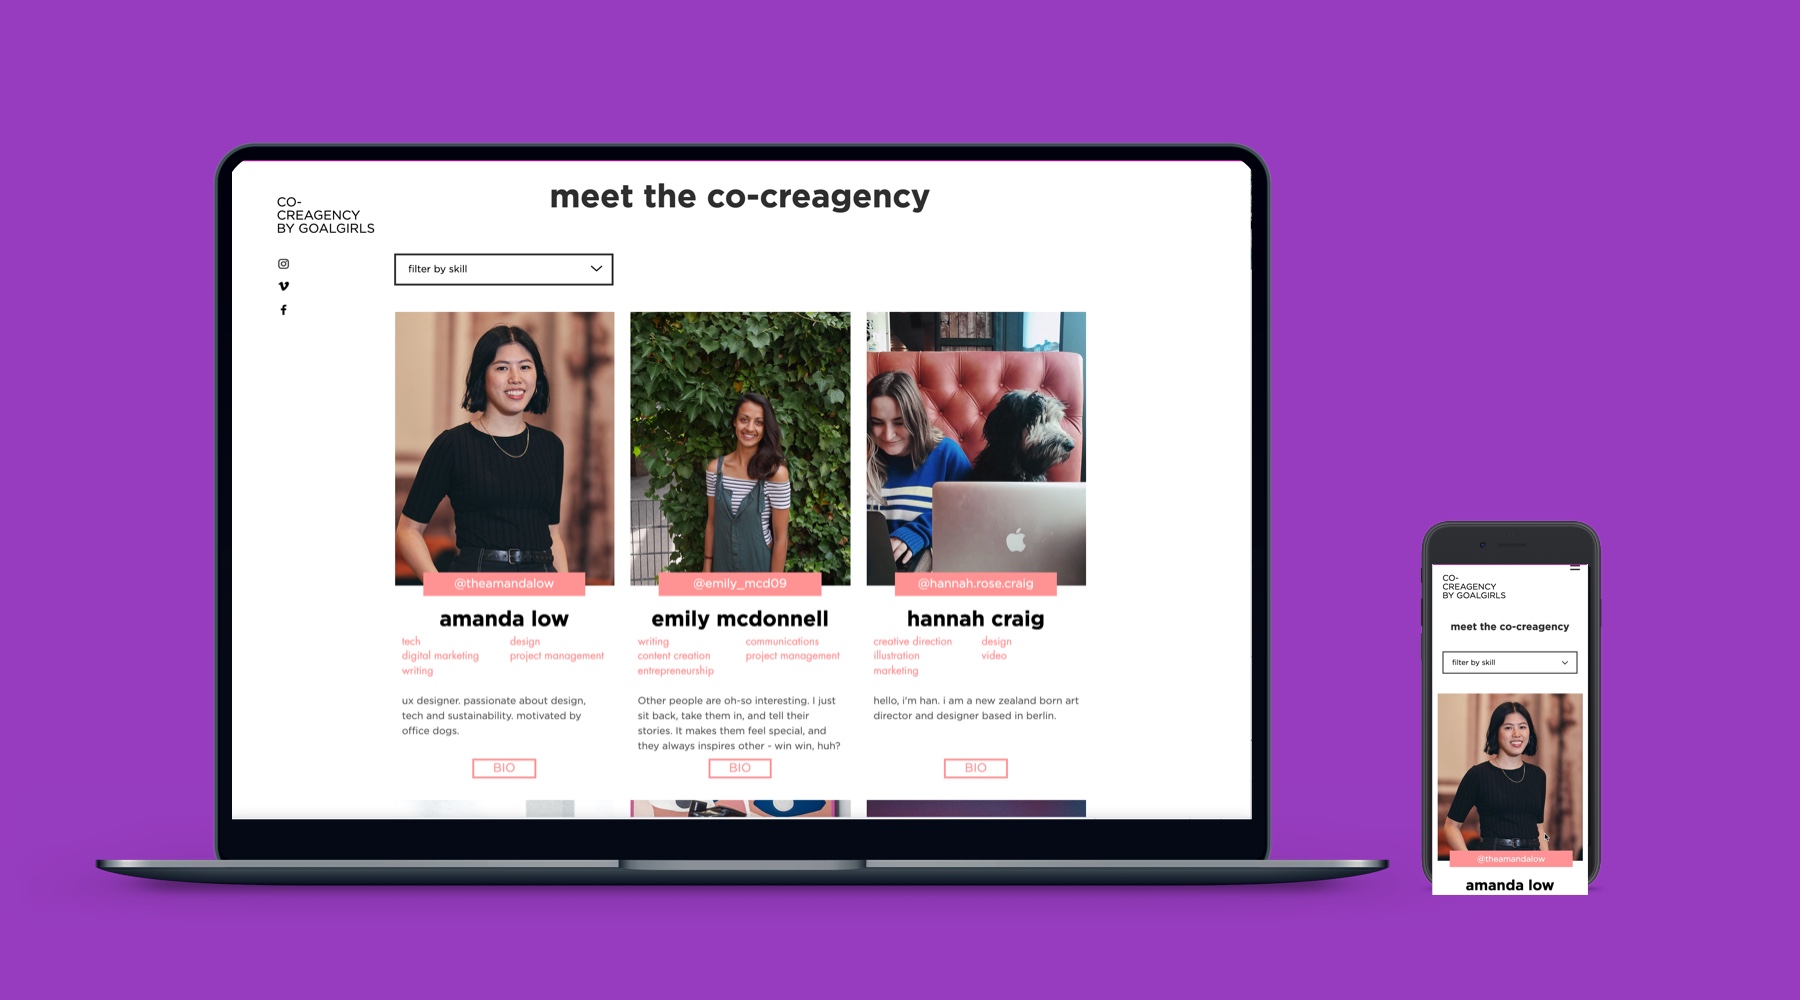 meet the co-creagency
CO-
CREAGENCY
BY GOALGIRLS
filter by skill
@theamandalow
amanda low
tech
digital marketing
writing
design
project management
ux designer. passionate about design,
tech and sustainability. motivated by
office dogs.
BIO
@emily_mcd09
emily mcdonnell
writing
content creation
entrepreneurship
communications
project management
Other people are oh-so interesting. I just
sit back, take them in, and tell their
stories. It makes them feel special, and
they always inspires other - win win, huh?
BIO
@hannah.rose.craig
hannah craig
creative direction
illustration
marketing
design
video
hello, i'm han. i am a new zealand born art
director and designer based in berlin.
BIO
CO-
CREAGENCY
BY GOALGIRLS
meet the co-creagency
filter by skill
@theamandalow
amanda low